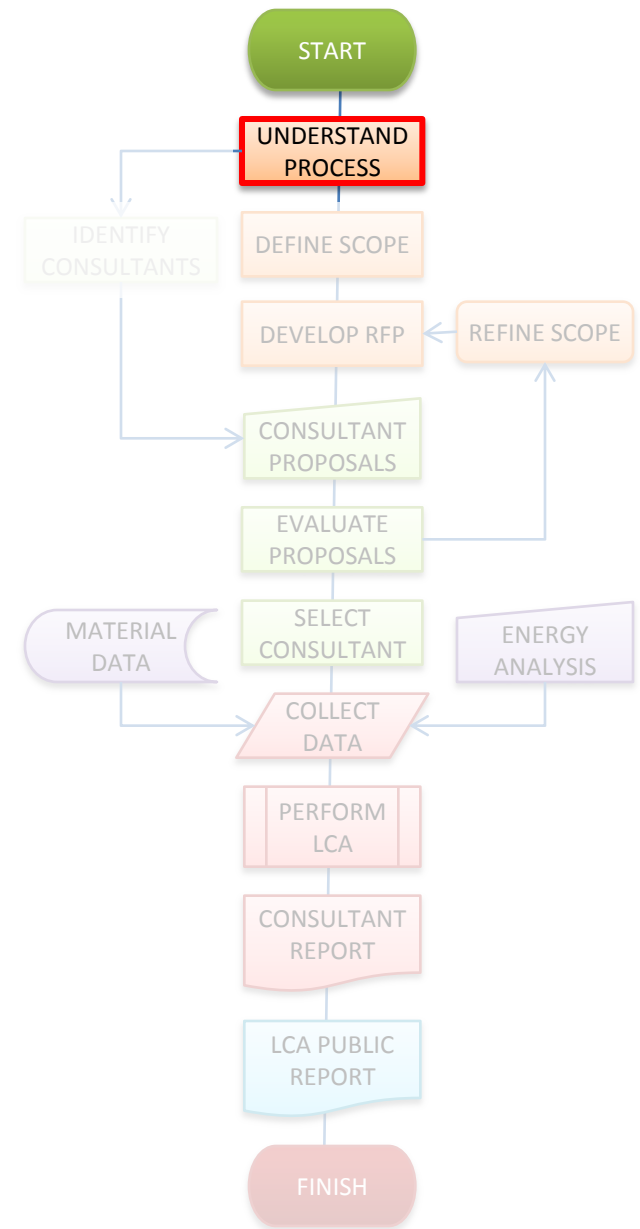 START
UNDERSTAND
PROCESS
IDENTIFY
CONSULTANTS
DEFINE SCOPE
DEVELOP RFP
REFINE SCOPE
CONSULTANT
PROPOSALS
EVALUATE
PROPOSALS
MATERIAL
DATA
SELECT
CONSULTANT
ENERGY
ANALYSIS
COLLECT
DATA
PERFORM
LCA
CONSULTANT
REPORT
LCA PUBLIC
REPORT
FINISH